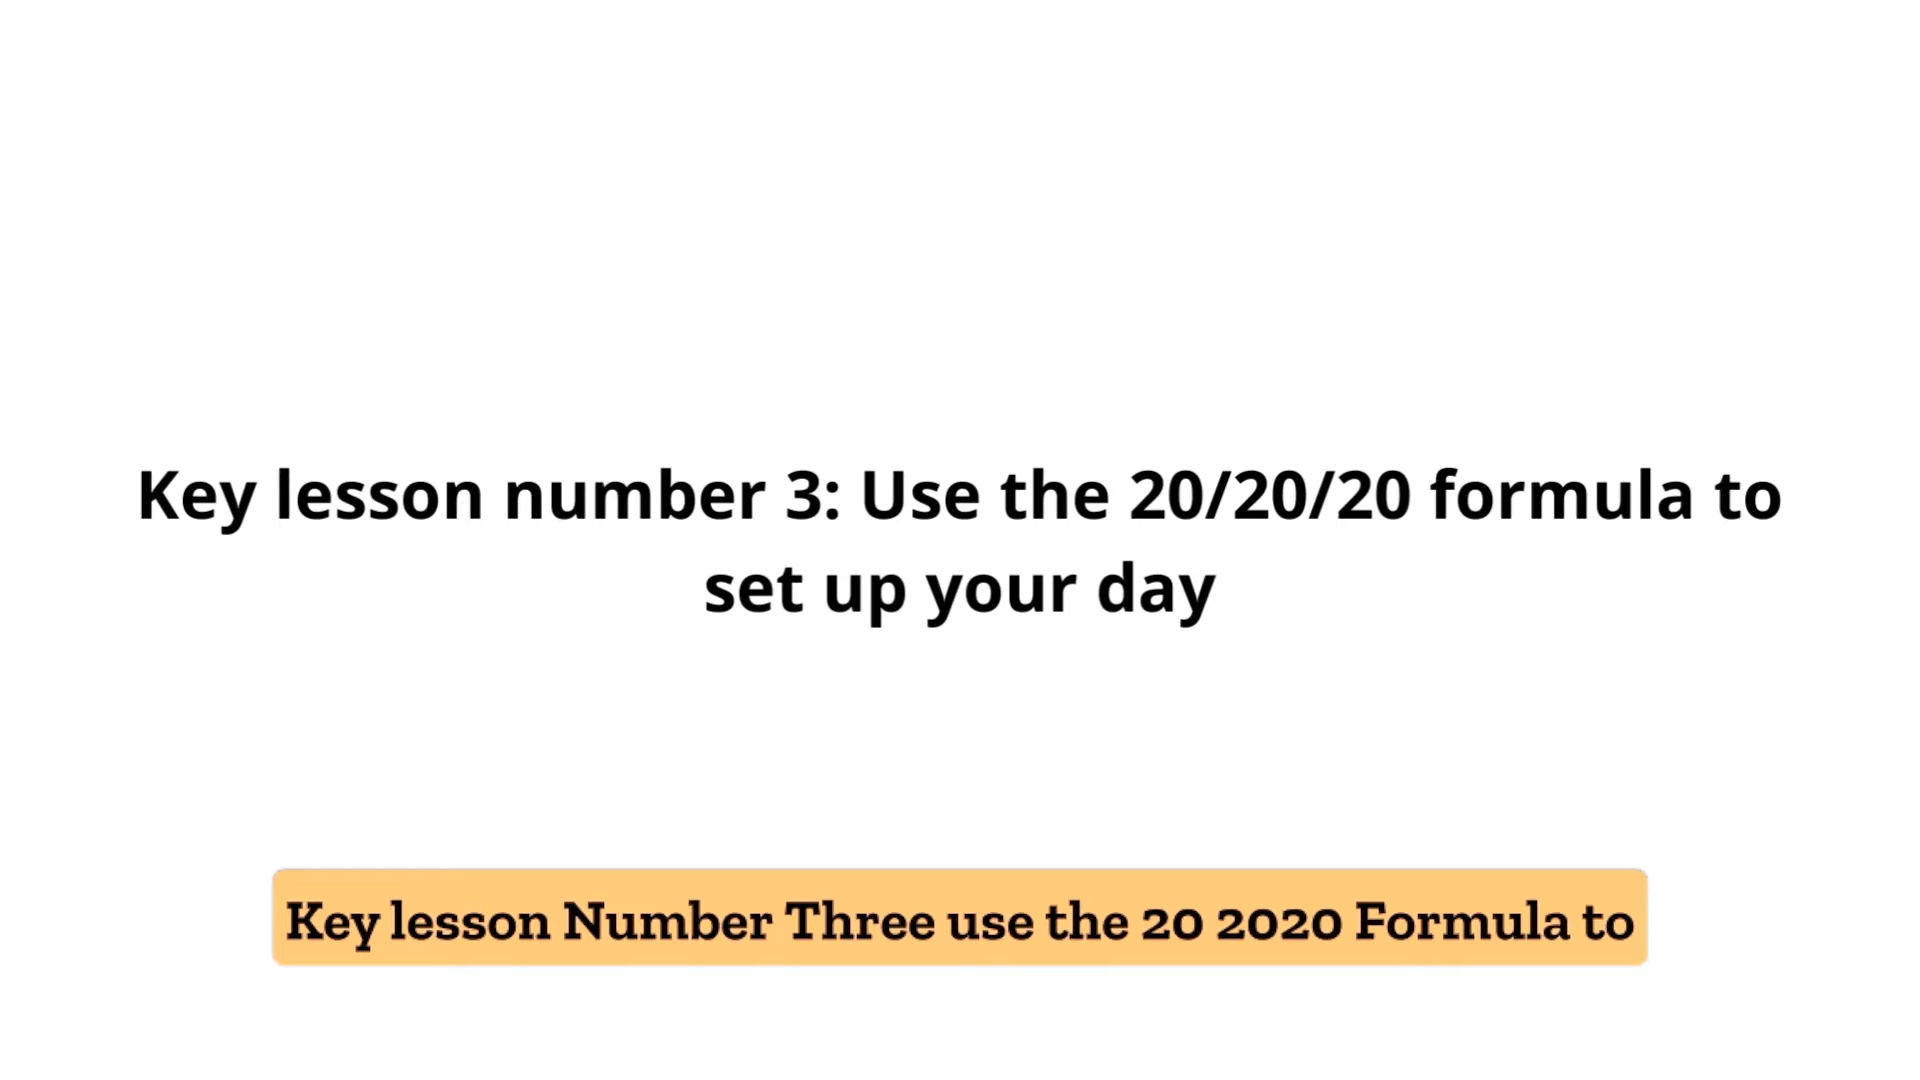 Key lesson number 3: Use the 20/20/20 formula to
set up your day
Key lesson Number Three use the 20 2020 Formula to